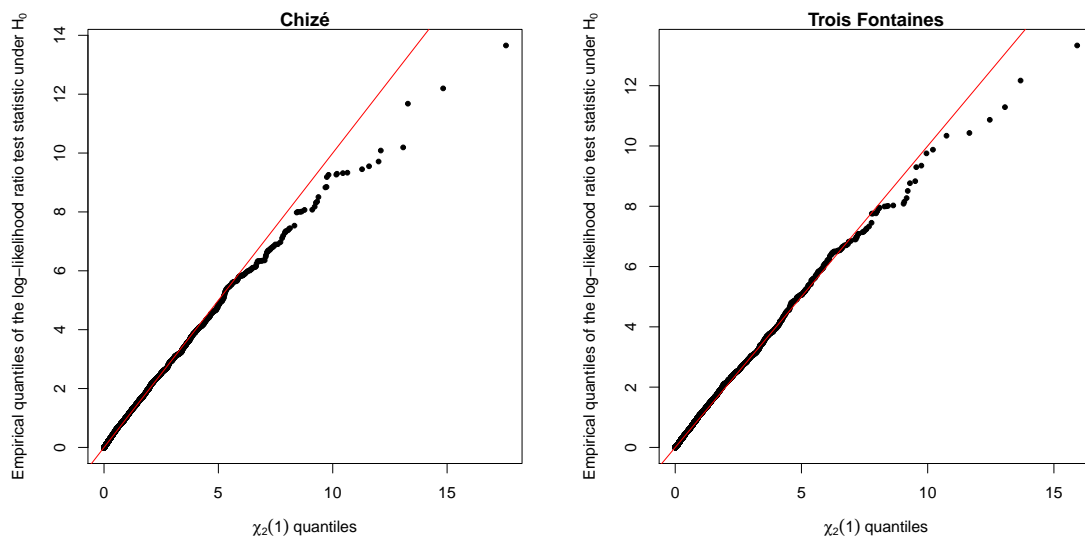 Chizé
Empirical quantiles of the log−likelihood ratio test statistic under H0
14
12
10
8
6
4
2
0
0 5 10 15
χ2(1) quantiles
Trois Fontaines
Empirical quantiles of the log−likelihood ratio test statistic under H0
12
10
8
6
4
2
0
0 5 10 15
χ2(1) quantiles